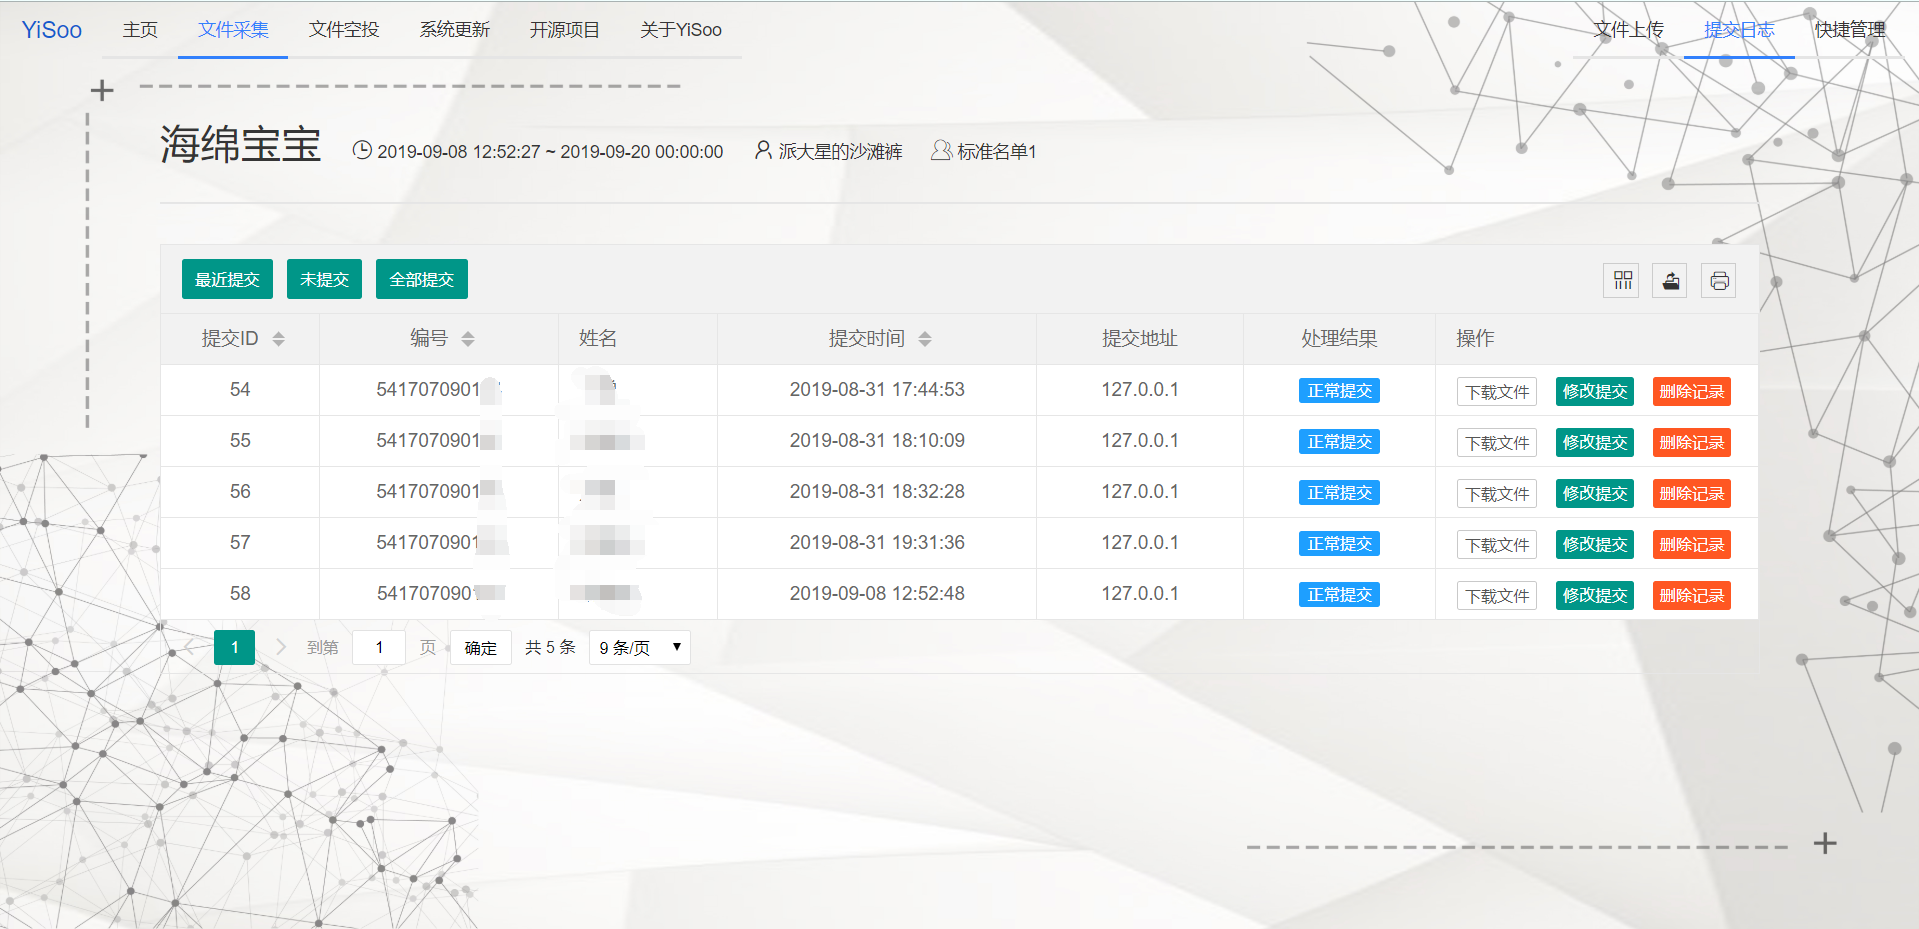 YiSoo 主页 文件采集 文件空投 系统更新 开源项目 关于YiSoo 文件上传 提交日志 快捷管理
海绵宝宝 2019-09-08 12:52:27 ~ 2019-09-20 00:00:00 派大星的沙滩裤 标准名单1
最近提交 未提交 全部提交
提交ID 编号 姓名 提交时间 提交地址 处理结果 操作
54 5417070901 2019-08-31 17:44:53 127.0.0.1 正常提交 下载文件 修改提交 删除记录
55 5417070901 2019-08-31 18:10:09 127.0.0.1 正常提交 下载文件 修改提交 删除记录
56 5417070901 2019-08-31 18:32:28 127.0.0.1 正常提交 下载文件 修改提交 删除记录
57 5417070901 2019-08-31 19:31:36 127.0.0.1 正常提交 下载文件 修改提交 删除记录
58 541707090 2019-09-08 12:52:48 127.0.0.1 正常提交 下载文件 修改提交 删除记录
1 到第 1 页 确定 共 5 条 9 条/页